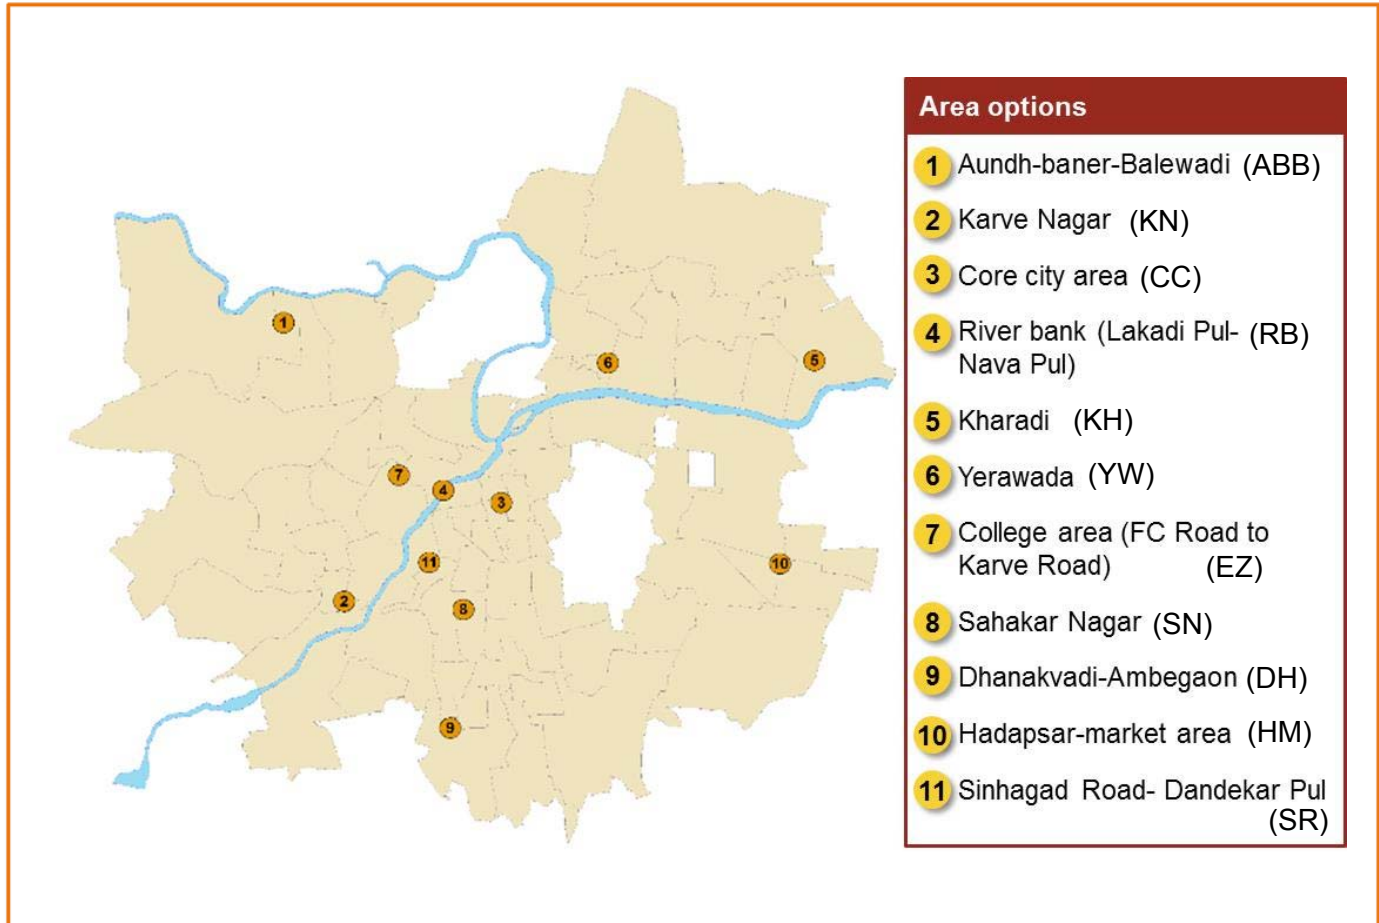 Area options
1 Aundh-baner-Balewadi (ABB)
2 Karve Nagar (KN)
3 Core city area (CC)
4 River bank (Lakadi Pul- (RB)
Nava Pul)
5 Kharadi (KH)
6 Yerawada (YW)
7 College area (FC Road to
Karve Road) (EZ)
8 Sahakar Nagar (SN)
9 Dhanakvadi-Ambegaon (DH)
10 Hadapsar-market area (HM)
11 Sinhagad Road- Dandekar Pul
(SR)
1
6
5
7
4
3
11
10
2
8
9